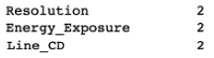 Resolution 2
Energy_Exposure 2
Line_CD 2